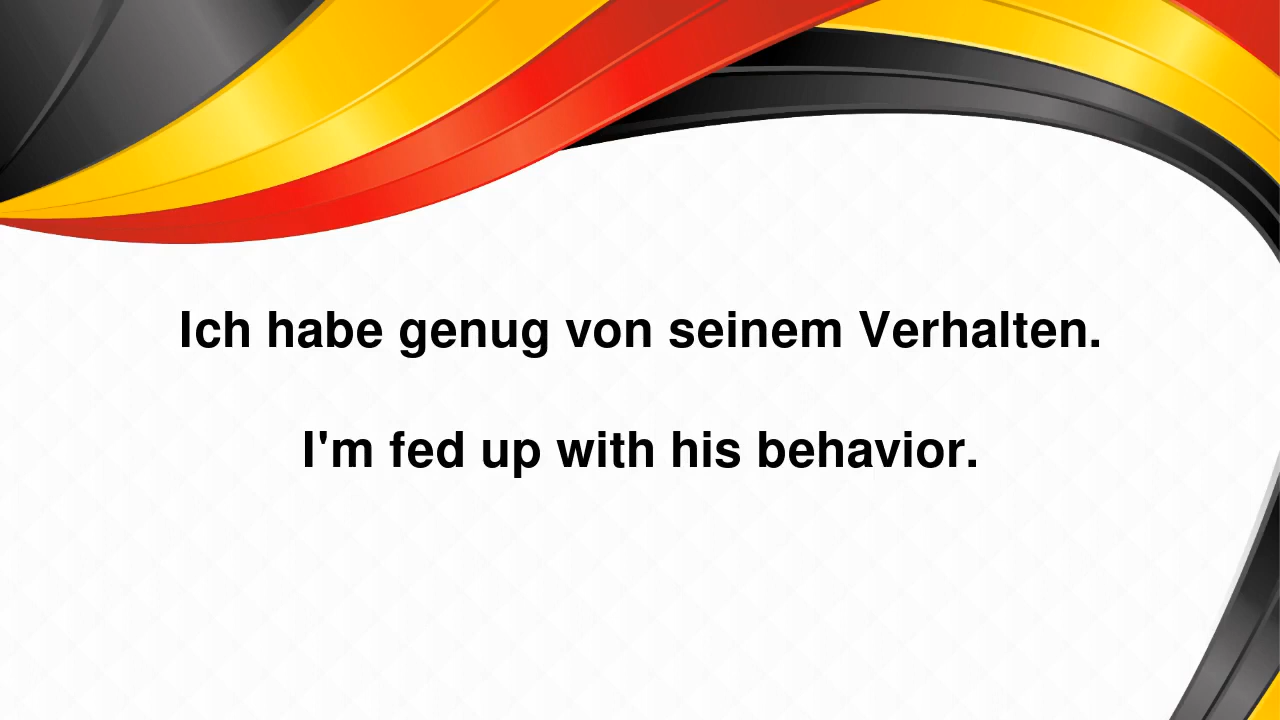 Ich habe genug von seinem Verhalten.
I'm fed up with his behavior.